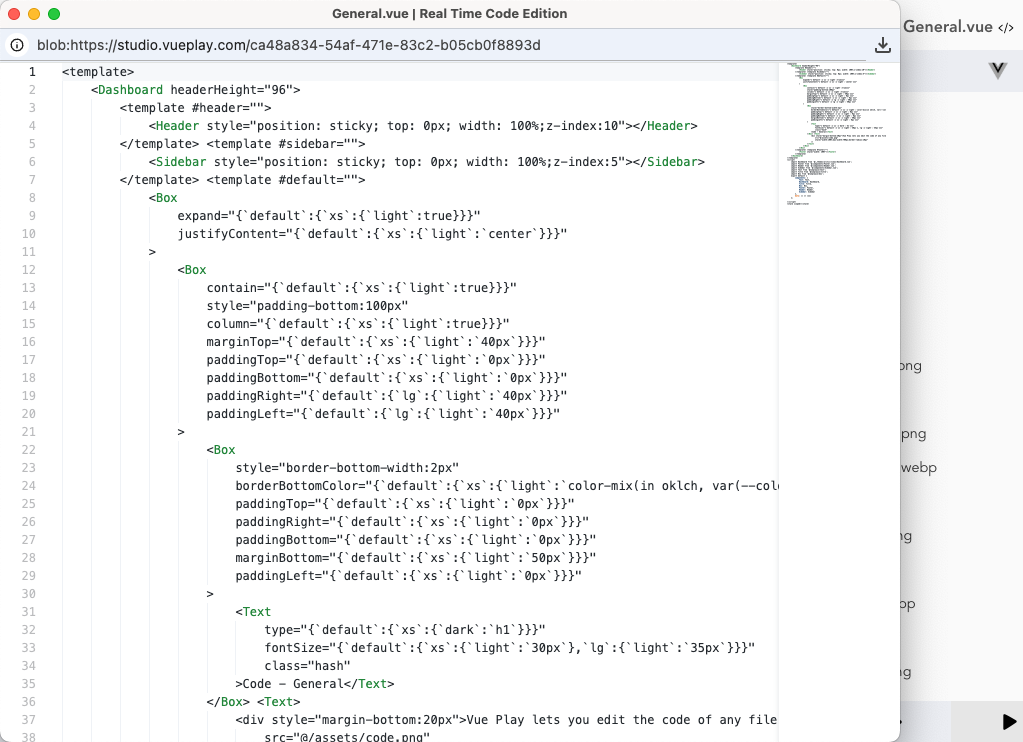 General.vue | Real Time Code Edition
General.vue </>
blob:https://studio.vueplay.com/ca48a834-54af-471e-83c2-b05cb0f8893d
1 <template>
2 <Dashboard headerHeight="96">
3 <template #header="">
4 <Header style="position: sticky; top: 0px; width: 100%;z-index:10"></Header>
5 </template> <template #sidebar="">
6 <Sidebar style="position: sticky; top: 0px; width: 100%;z-index:5"></Sidebar>
7 </template> <template #default="">
8 <Box
9 expand="{`default`:{`xs`:{`light`:true}}}"
10 justifyContent="{`default`:{`xs`:{`light`:`center`}}}"
11 >
12 <Box
13 contain="{`default`:{`xs`:{`light`:true}}}"
14 style="padding-bottom:100px"
15 column="{`default`:{`xs`:{`light`:true}}}"
16 marginTop="{`default`:{`xs`:{`light`:`40px`}}}"
17 paddingTop="{`default`:{`xs`:{`light`:`0px`}}}"
18 paddingBottom="{`default`:{`xs`:{`light`:`0px`}}}"
19 paddingRight="{`default`:{`lg`:{`light`:`40px`}}}"
20 paddingLeft="{`default`:{`lg`:{`light`:`40px`}}}"
21 >
22 <Box
23 style="border-bottom-width:2px"
24 borderBottomColor="{`default`:{`xs`:{`light`:`color-mix(in oklch, var(--col
25 paddingTop="{`default`:{`xs`:{`light`:`0px`}}}"
26 paddingRight="{`default`:{`xs`:{`light`:`0px`}}}"
27 paddingBottom="{`default`:{`xs`:{`light`:`0px`}}}"
28 marginBottom="{`default`:{`xs`:{`light`:`50px`}}}"
29 paddingLeft="{`default`:{`xs`:{`light`:`0px`}}}"
30 >
31 <Text
32 type="{`default`:{`xs`:{`dark`:`h1`}}}"
33 fontSize="{`default`:{`xs`:{`light`:`30px`},`lg`:{`light`:`35px`}}}"
34 class="hash"
35 >Code - General</Text>
36 </Box> <Text>
37 <div style="margin-bottom:20px">Vue Play lets you edit the code of any file
38 src="@/assets/code.png"
png
png
webp
ng
op
ng